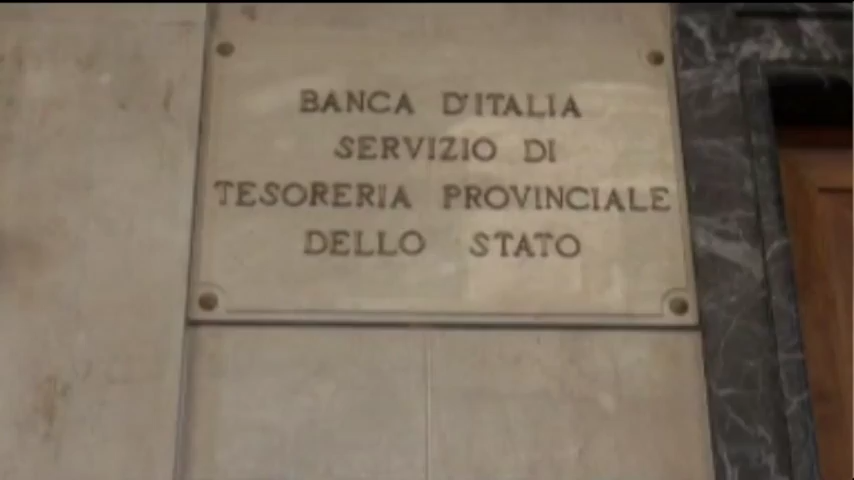 BANCA D'ITALIA
SERVIZIO DI
TESORERIA PROVINCIALE
DELLO STATO